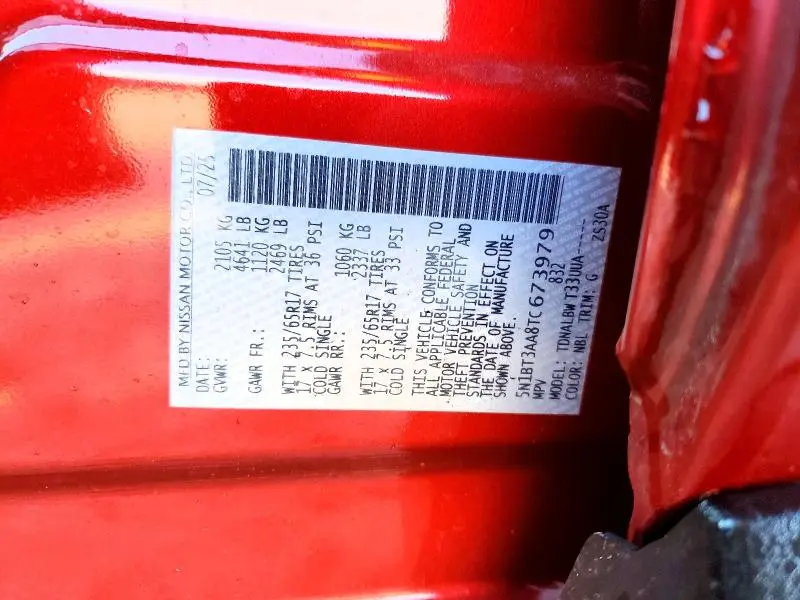 MFD BY NISSAN MOTOR CO., LTD
DATE: 07/25
GVWR: 2105 KG
4641 LB
GAWR FR.: 1120 KG
2469 LB
WITH 235/65R17 TIRES
17 X 7.5 RIMS AT 36 PSI
COLD SINGLE
GAWR RR.: 1060 KG
2337 LB
WITH 235/65R17 TIRES
17 X 7.5 RIMS AT 33 PSI
COLD SINGLE
THIS VEHICLE CONFORMS TO
ALL APPLICABLE FEDERAL
MOTOR VEHICLE SAFETY AND
THEFT PREVENTION
STANDARDS IN EFFECT ON
THE DATE OF MANUFACTURE
SHOWN ABOVE.
5N1BT3AA8TC673979
MPV 832
MODEL: TDNALBWT33UUA------
COLOR: NBL TRIM: G ZS30A